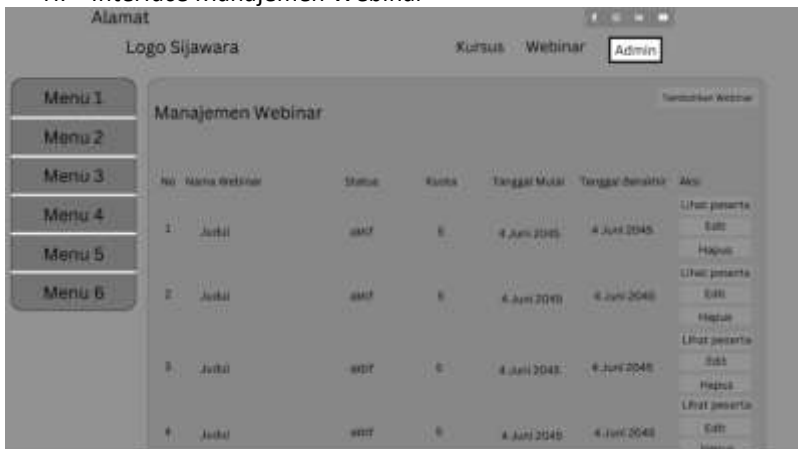 Interface Manajemen Webinar
Alamat
Logo Sijawara Kursus Webinar Admin
Menu 1
Menu 2
Menu 3
Menu 4
Menu 5
Menu 6
Manajemen Webinar Tambahkan Webinar
No Nama Webinar Status Kuota Tanggal Mulai Tanggal Berakhir Aksi
1 Judul aktif 4 Juni 2045 4 Juni 2045 Lihat peserta
Edit
Hapus
2 Judul aktif 4 Juni 2045 4 Juni 2045 Lihat peserta
Edit
Hapus
3 Judul aktif 4 Juni 2045 4 Juni 2045 Lihat peserta
Edit
Hapus
4 Judul aktif 4 Juni 2045 4 Juni 2045 Lihat peserta
Edit